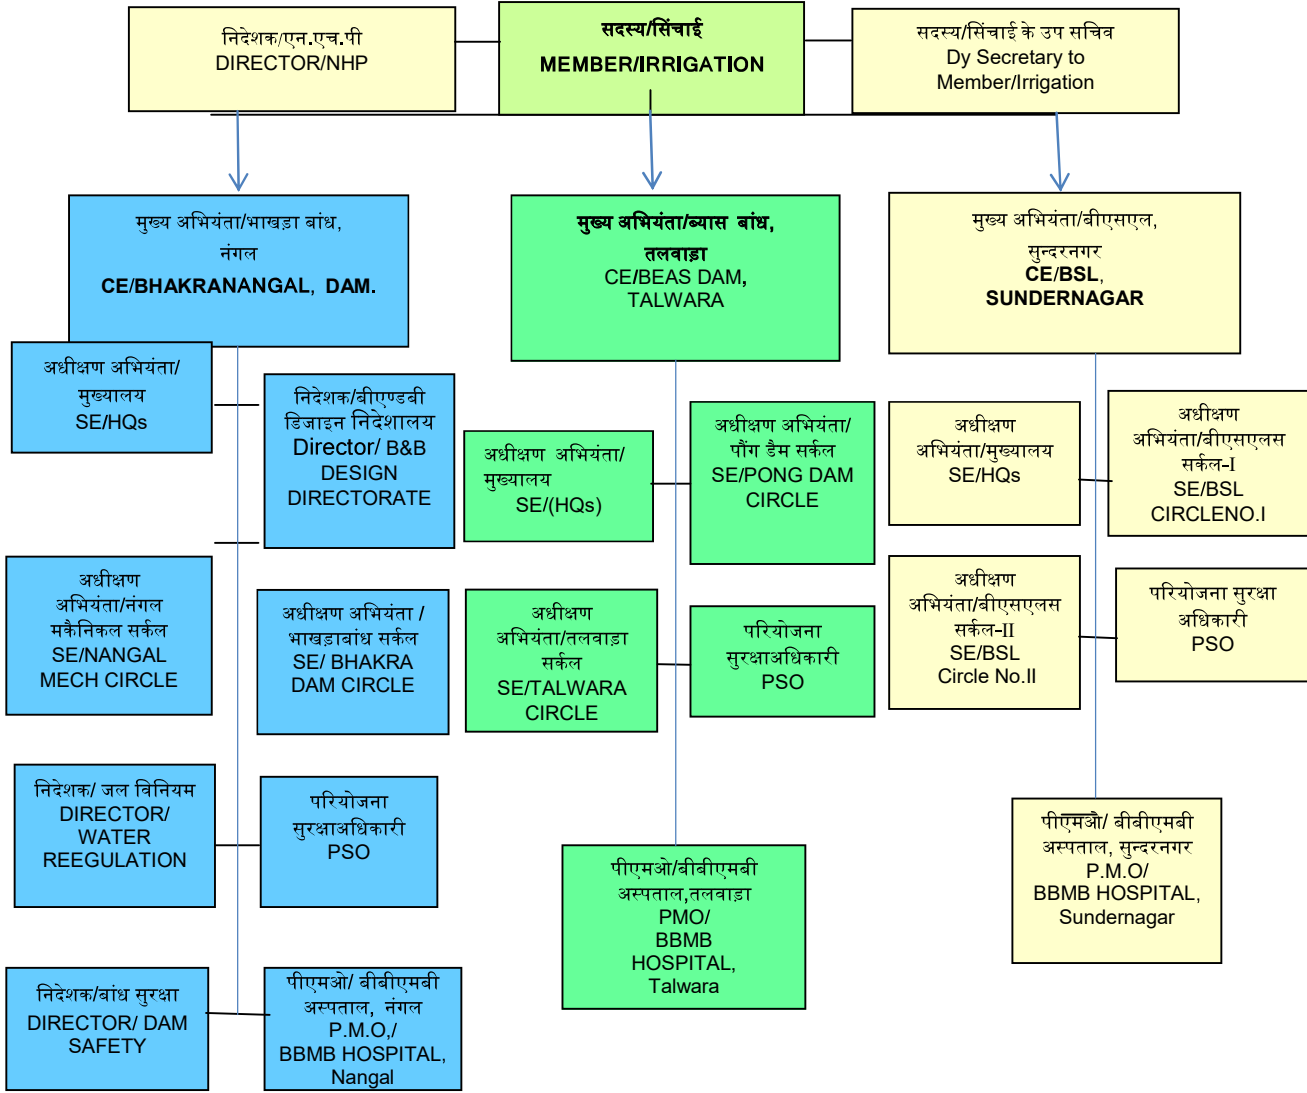 निदेशक/एन.एच.पी
DIRECTOR/NHP
सदस्य/सिंचाई
MEMBER/IRRIGATION
सदस्य/सिंचाई के उप सचिव
Dy Secretary to
Member/Irrigation
मुख्य अभियंता/भाखड़ा बांध,
नंगल
CE/BHAKRANANGAL, DAM.
मुख्य अभियंता/ब्यास बांध,
तलवाड़ा
CE/BEAS DAM,
TALWARA
मुख्य अभियंता/बीएसएल,
सुन्दरनगर
CE/BSL,
SUNDERNAGAR
अधीक्षण अभियंता/
मुख्यालय
SE/HQs
निदेशक/बीएण्डबी
डिजाइन निदेशालय
Director/ B&B
DESIGN
DIRECTORATE
अधीक्षण अभियंता/
मुख्यालय
SE/(HQs)
अधीक्षण अभियंता/
पौंग डैम सर्कल
SE/PONG DAM
CIRCLE
अधीक्षण
अभियंता/मुख्यालय
SE/HQs
अधीक्षण
अभियंता/बीएसएलस
सर्कल-I
SE/BSL
CIRCLENO.I
अधीक्षण
अभियंता/नंगल
मकैनिकल सर्कल
SE/NANGAL
MECH CIRCLE
अधीक्षण अभियंता /
भाखड़ाबांध सर्कल
SE/ BHAKRA
DAM CIRCLE
अधीक्षण
अभियंता/तलवाड़ा
सर्कल
SE/TALWARA
CIRCLE
परियोजना
सुरक्षाअधिकारी
PSO
अधीक्षण
अभियंता/बीएसएलस
सर्कल-II
SE/BSL
Circle No.II
परियोजना सुरक्षा
अधिकारी
PSO
निदेशक/ जल विनियम
DIRECTOR/
WATER
REEGULATION
परियोजना
सुरक्षाअधिकारी
PSO
पीएमओ/बीबीएमबी
अस्पताल,तलवाड़ा
PMO/
BBMB
HOSPITAL,
Talwara
पीएमओ/ बीबीएमबी
अस्पताल, सुन्दरनगर
P.M.O/
BBMB HOSPITAL,
Sundernagar
निदेशक/बांध सुरक्षा
DIRECTOR/ DAM
SAFETY
पीएमओ/ बीबीएमबी
अस्पताल, नंगल
P.M.O,/
BBMB HOSPITAL,
Nangal